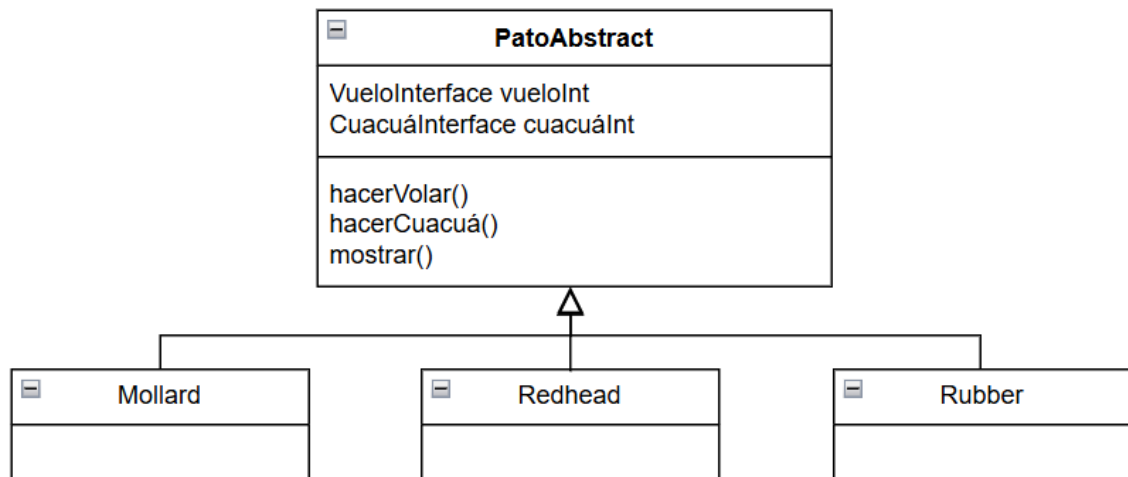 PatoAbstract
VueloInterface vueloInt
CuacuáInterface cuacuáInt
hacerVolar()
hacerCuacuá()
mostrar()
Mollard
Redhead
Rubber